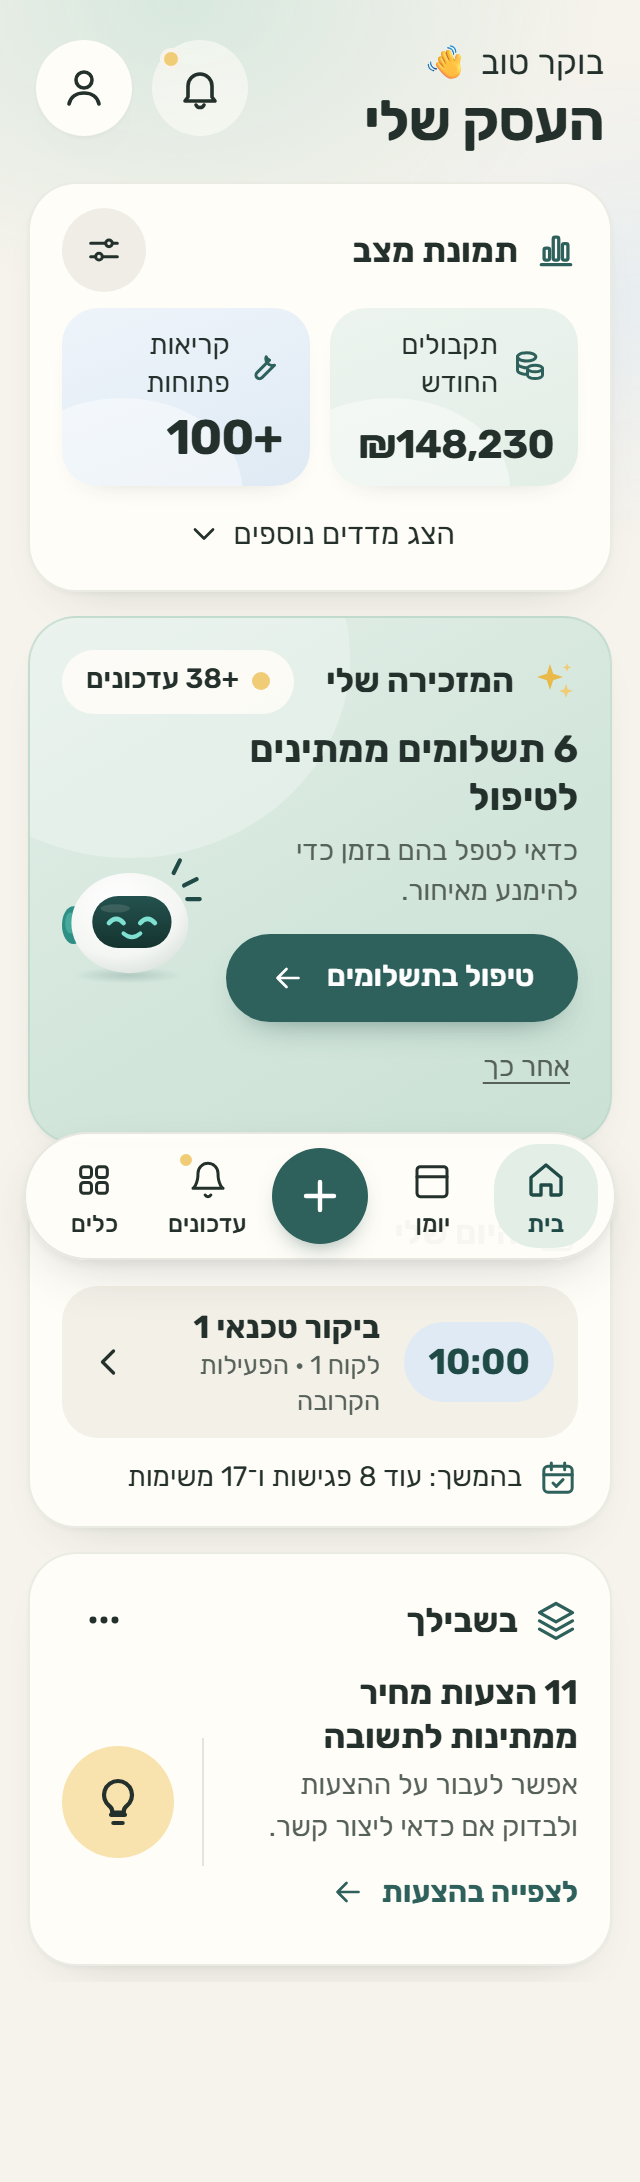 בוקר טוב 👋
העסק שלי
תמונת מצב
תקבולים
החודש
₪148,230
קריאות
פתוחות
100+
הצג מדדים נוספים
המזכירה שלי
38+ עדכונים
6 תשלומים ממתינים
לטיפול
כדאי לטפל בהם בזמן כדי
להימנע מאיחור.
טיפול בתשלומים
אחר כך
היום שלי
בית
יומן
עדכונים
כלים
10:00
ביקור טכנאי 1
לקוח 1 • הפעילות
הקרובה
בהמשך: עוד 8 פגישות ו־17 משימות
בשבילך
11 הצעות מחיר
ממתינות לתשובה
אפשר לעבור על ההצעות
ולבדוק אם כדאי ליצור קשר.
לצפייה בהצעות